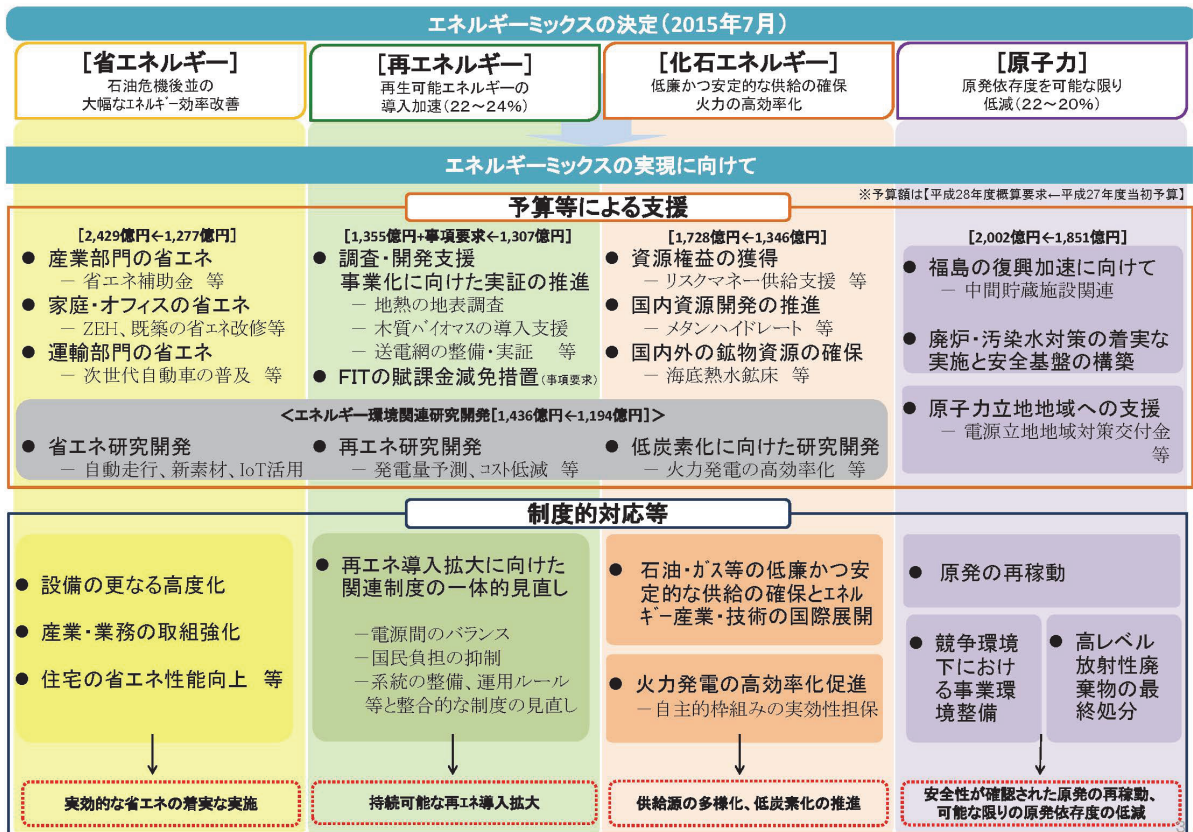 エネルギーミックスの決定(2015年7月)
[省エネルギー]
石油危機後並の
大幅なエネルギー効率改善
[再エネルギー]
再生可能エネルギーの
導入加速(22～24%)
[化石エネルギー]
低廉かつ安定的な供給の確保
火力の高効率化
[原子力]
原発依存度を可能な限り
低減(22～20%)
エネルギーミックスの実現に向けて
※予算額は【平成28年度概算要求←平成27年度当初予算】
予算等による支援
[2,429億円←1,277億円]
● 産業部門の省エネ
－ 省エネ補助金 等
● 家庭・オフィスの省エネ
－ ZEH、既築の省エネ改修等
● 運輸部門の省エネ
－ 次世代自動車の普及 等
[1,355億円+事項要求←1,307億円]
● 調査・開発支援
事業化に向けた実証の推進
－ 地熱の地表調査
－ 木質バイオマスの導入支援
－ 送電網の整備・実証 等
● FITの賦課金減免措置(事項要求)
[1,728億円←1,346億円]
● 資源権益の獲得
－ リスクマネー供給支援 等
● 国内資源開発の推進
－ メタンハイドレート 等
● 国内外の鉱物資源の確保
－ 海底熱水鉱床 等
[2,002億円←1,851億円]
● 福島の復興加速に向けて
－ 中間貯蔵施設関連
● 廃炉・汚染水対策の着実な
実施と安全基盤の構築
● 原子力立地地域への支援
－ 電源立地地域対策交付金
等
＜エネルギー環境関連研究開発[1,436億円←1,194億円]＞
● 省エネ研究開発
－ 自動走行、新素材、IoT活用
● 再エネ研究開発
－ 発電量予測、コスト低減 等
● 低炭素化に向けた研究開発
－ 火力発電の高効率化 等
制度的対応等
● 設備の更なる高度化
● 産業・業務の取組強化
● 住宅の省エネ性能向上 等
● 再エネ導入拡大に向けた
関連制度の一体的見直し
－電源間のバランス
－国民負担の抑制
－系統の整備、運用ルール
等と整合的な制度の見直し
● 石油・ガス等の低廉かつ安
定的な供給の確保とエネル
ギー産業・技術の国際展開
● 火力発電の高効率化促進
－自主的枠組みの実効性担保
● 原発の再稼動
● 競争環境
下におけ
る事業環
境整備
● 高レベル
放射性廃
棄物の最
終処分
実効的な省エネの着実な実施
持続可能な再エネ導入拡大
供給源の多様化、低炭素化の推進
安全性が確認された原発の再稼動、
可能な限りの原発依存度の低減